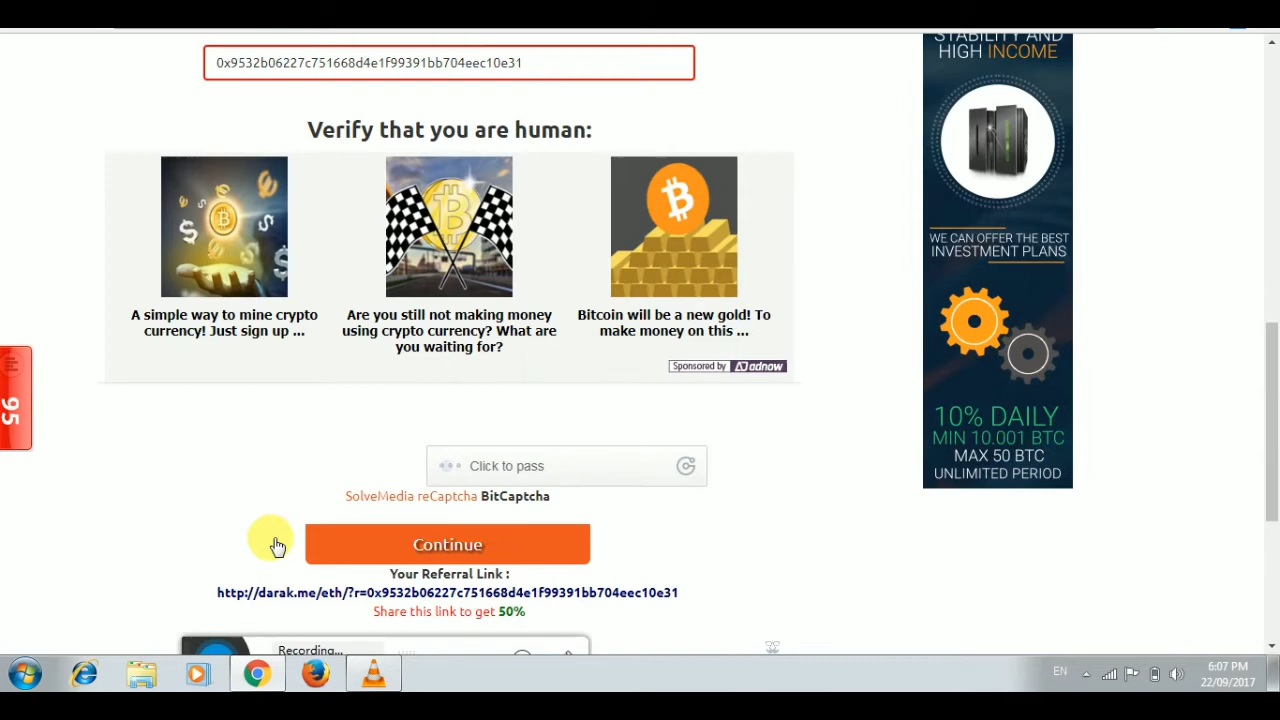 0x9532b06227c751668d4e1f99391bb704eec10e31
Verify that you are human:
A simple way to mine crypto
currency! Just sign up ...
Are you still not making money
using crypto currency? What are
you waiting for?
Bitcoin will be a new gold! To
make money on this ...
Sponsored by adnow
Click to pass
SolveMedia reCaptcha BitCaptcha
Continue
Your Referral Link :
http://darak.me/eth/?r=0x9532b06227c751668d4e1f99391bb704eec10e31
Share this link to get 50%
Recording...
STABILITY AND
HIGH INCOME
WE CAN OFFER THE BEST
INVESTMENT PLANS
10% DAILY
MIN 10.001 BTC
MAX 50 BTC
UNLIMITED PERIOD
95
EN
6:07 PM
22/09/2017